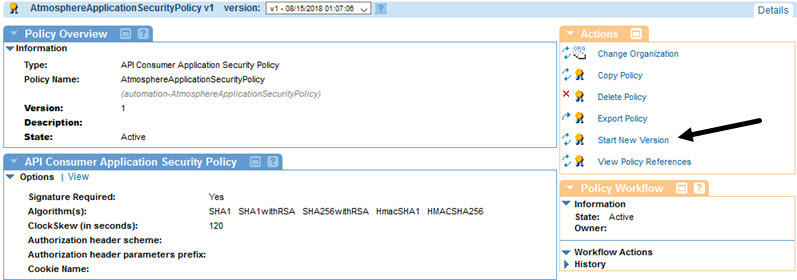 AtmosphereApplicationSecurityPolicy v1 version: v1 - 08/15/2018 01:07:06 ?
Details
Policy Overview ?
Information
Type: API Consumer Application Security Policy
Policy Name: AtmosphereApplicationSecurityPolicy
(automation-AtmosphereApplicationSecurityPolicy)
Version: 1
Description:
State: Active
API Consumer Application Security Policy ?
Options | View
Signature Required: Yes
Algorithm(s): SHA1 SHA1withRSA SHA256withRSA HmacSHA1 HMACSHA256
ClockSkew (in seconds): 120
Authorization header scheme:
Authorization header parameters prefix:
Cookie Name:
Actions ?
ORG Change Organization
Copy Policy
Delete Policy
Export Policy
Start New Version
View Policy References
Policy Workflow ?
Information
State: Active
Owner:
Workflow Actions
History